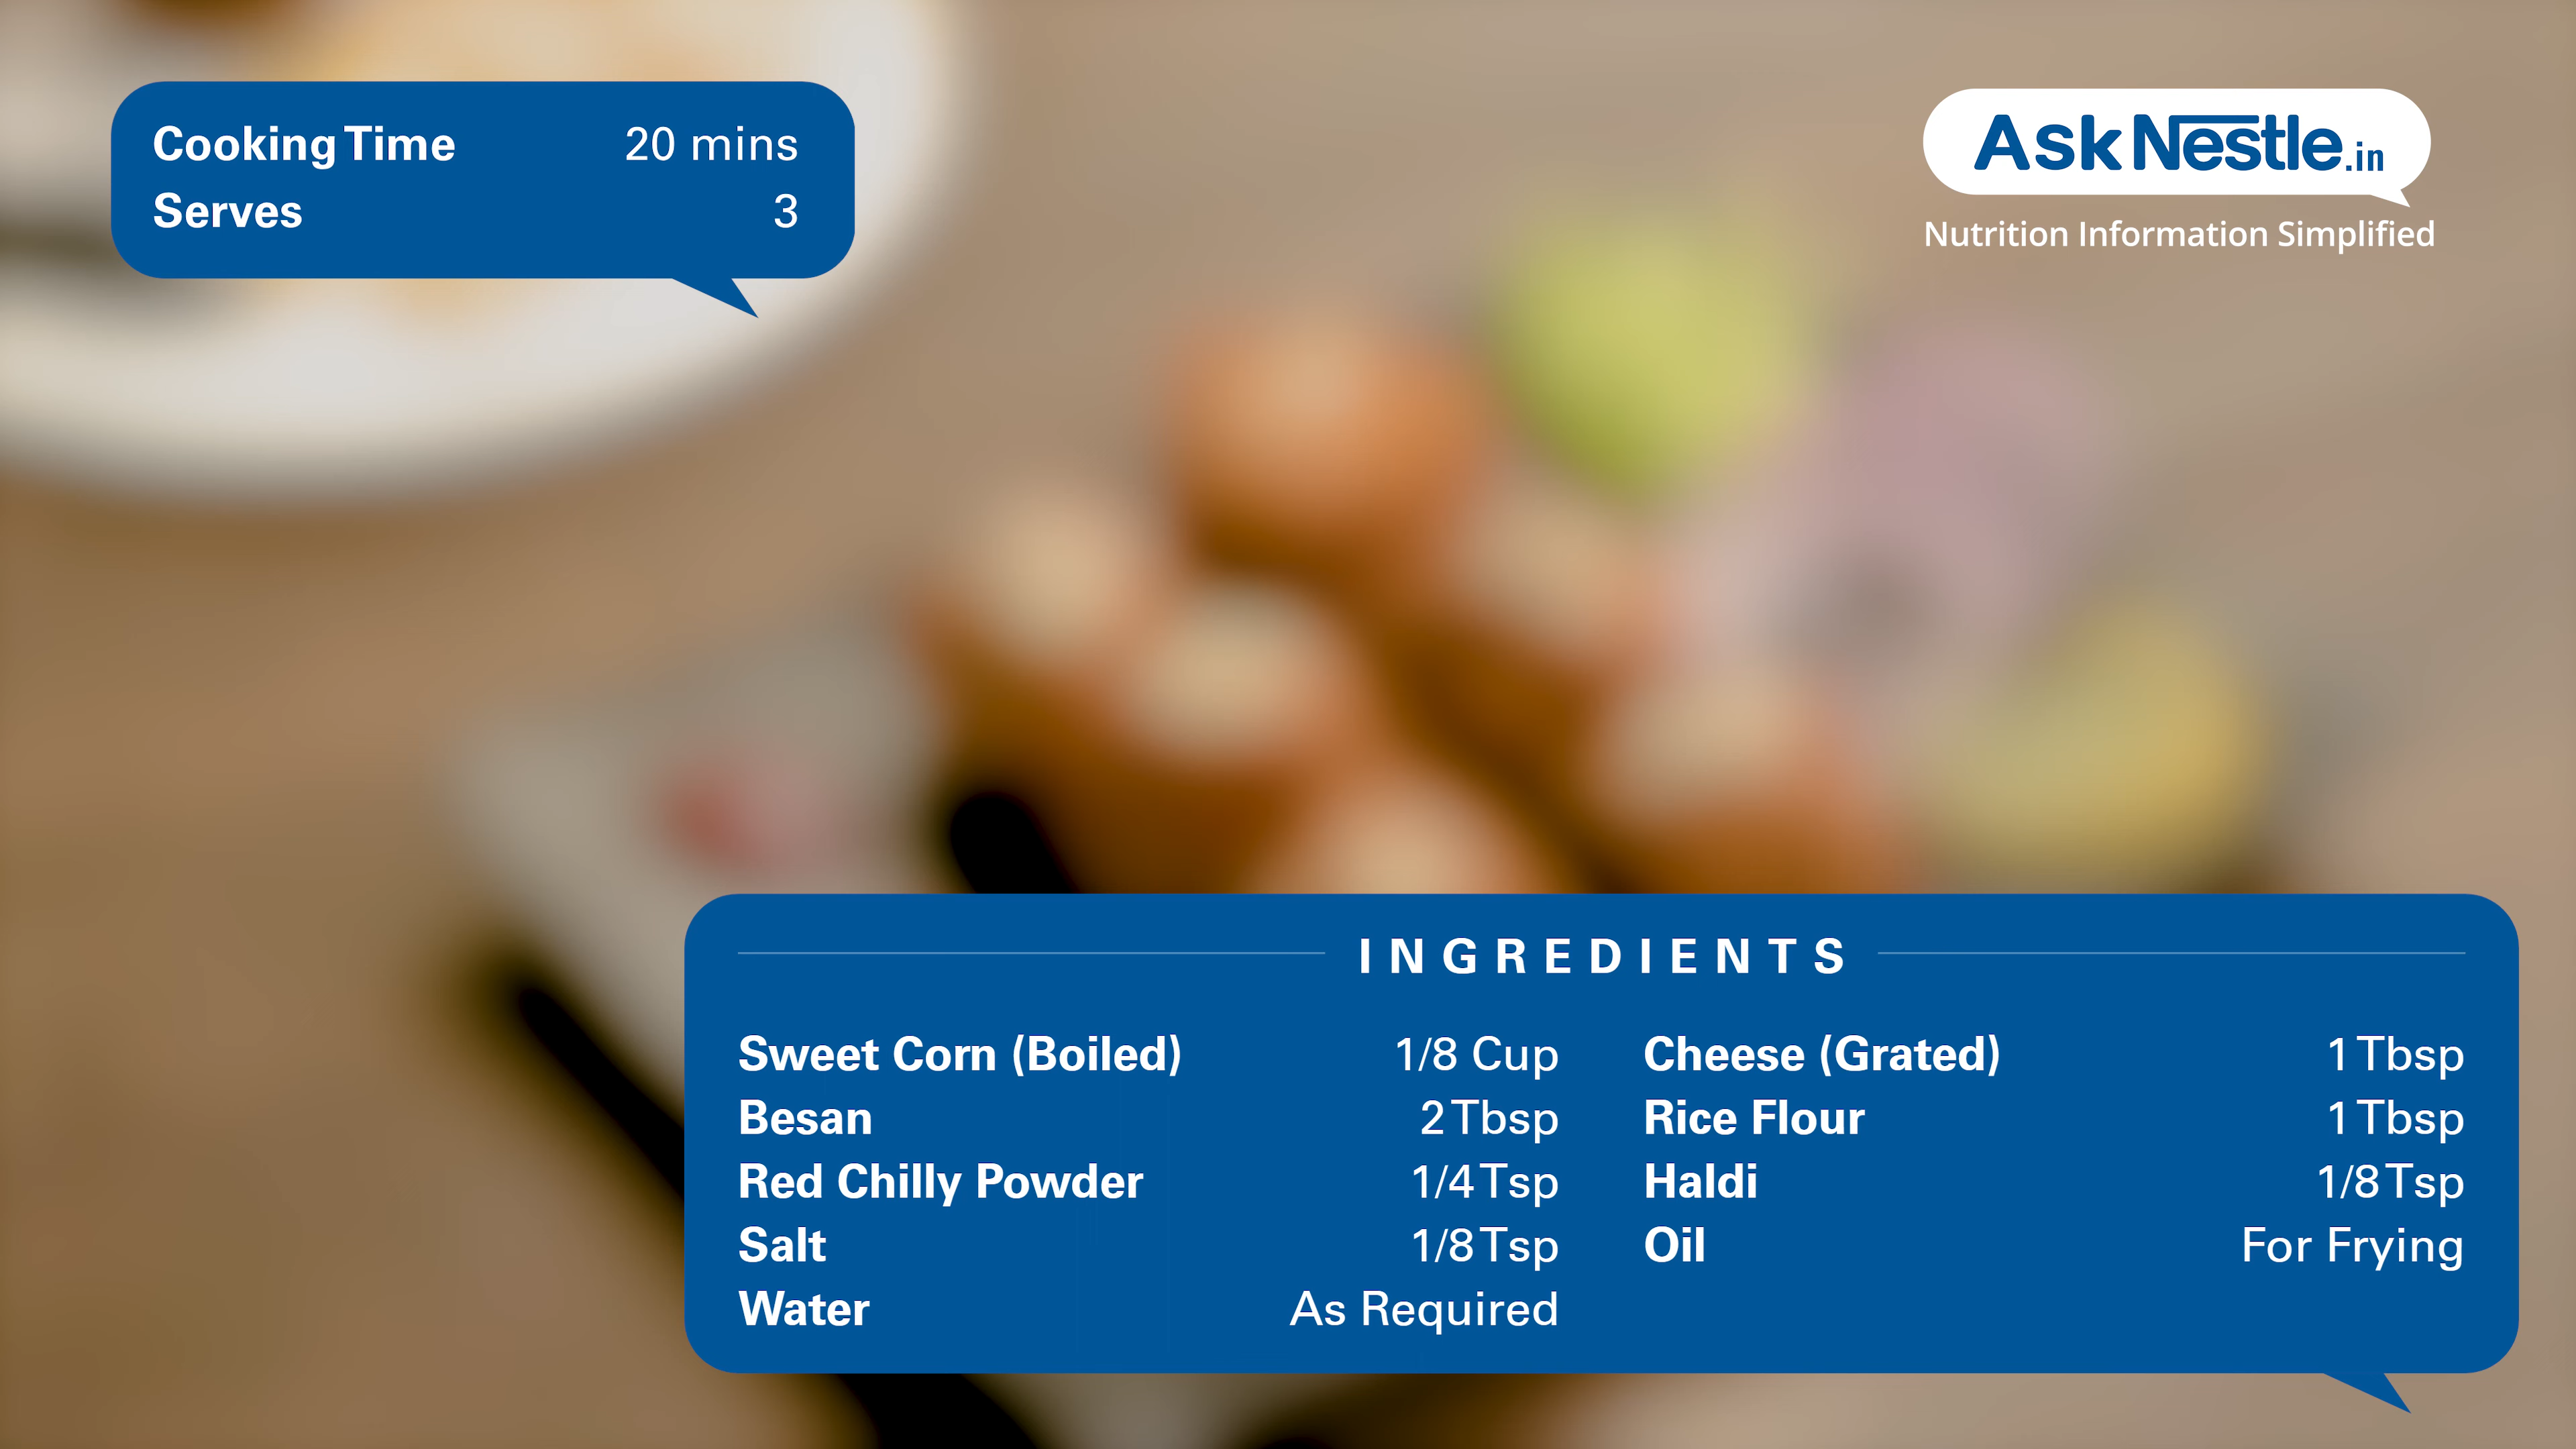 Cooking Time 20 mins
Serves 3
AskNestle.in
Nutrition Information Simplified
INGREDIENTS
Sweet Corn (Boiled) 1/8 Cup Cheese (Grated) 1 Tbsp
Besan 2 Tbsp Rice Flour 1 Tbsp
Red Chilly Powder 1/4 Tsp Haldi 1/8 Tsp
Salt 1/8 Tsp Oil For Frying
Water As Required